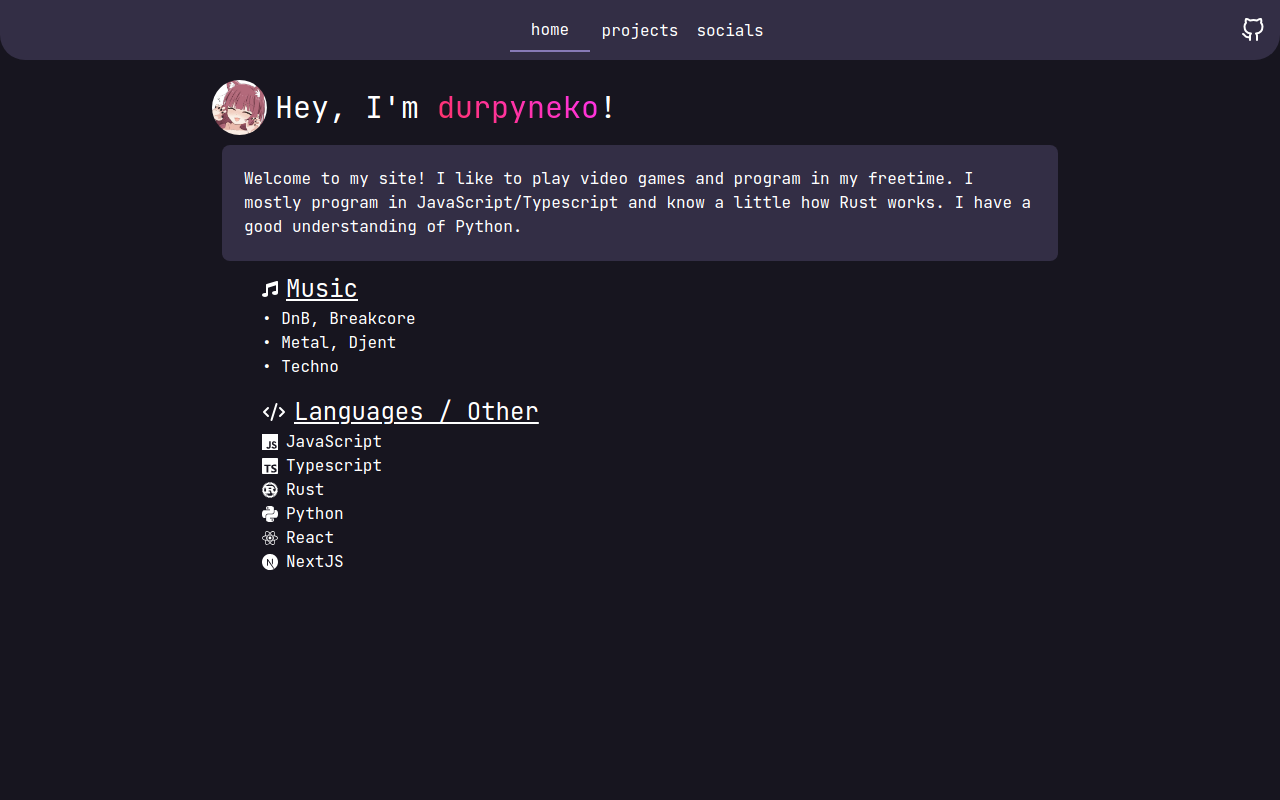 home projects socials
Hey, I'm durpyneko!
Welcome to my site! I like to play video games and program in my freetime. I
mostly program in JavaScript/Typescript and know a little how Rust works. I have a
good understanding of Python.
Music
• DnB, Breakcore
• Metal, Djent
• Techno
Languages / Other
JS JavaScript
TS Typescript
Rust
Python
React
N NextJS